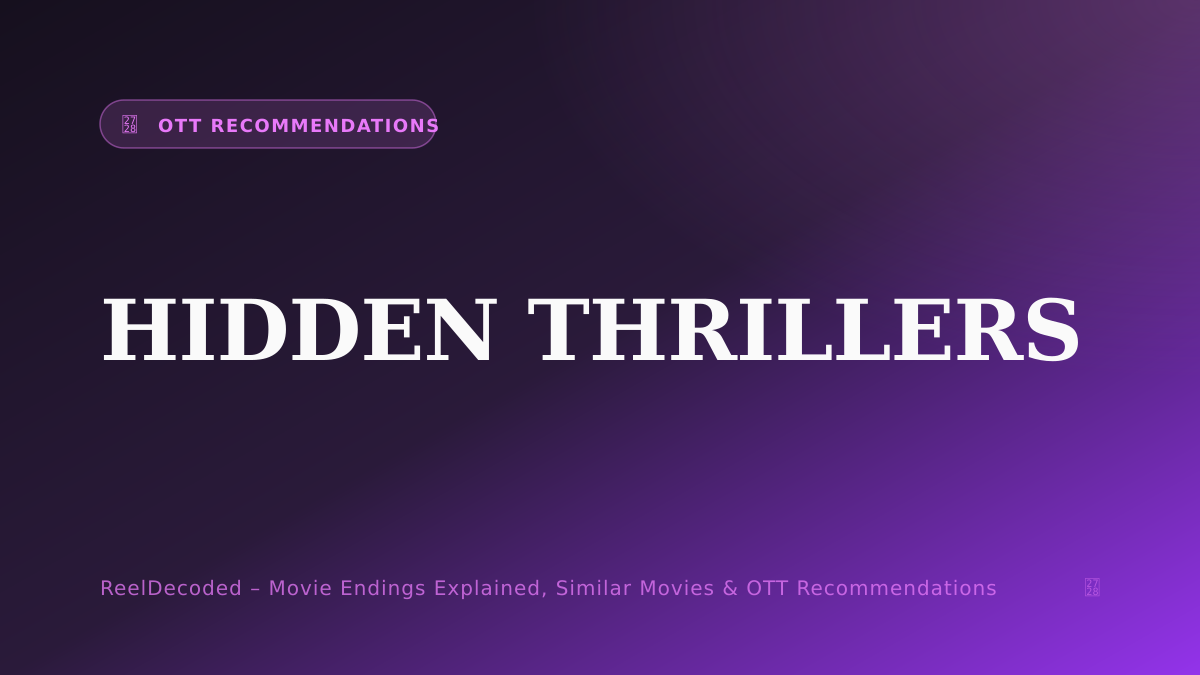 OTT RECOMMENDATIONS
HIDDEN THRILLERS
ReelDecoded – Movie Endings Explained, Similar Movies & OTT Recommendations